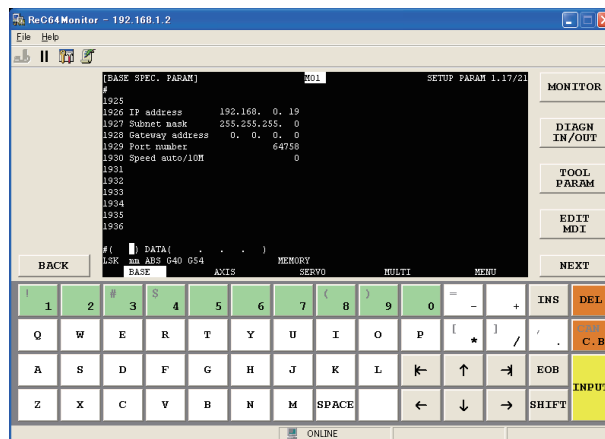 ReC64Monitor - 192.168.1.2
File Help
[BASE SPEC. PARAM] M01 SETUP PARAM 1.17/21
#
1925
1926 IP address 192.168. 0. 19
1927 Subnet mask 255.255.255. 0
1928 Gateway address 0. 0. 0. 0
1929 Port number 64758
1930 Speed auto/10M 0
1931
1932
1933
1934
1935
1936
#( ) DATA( . . . )
LSK mm ABS G40 G54 MEMORY
BASE AXIS SERVO MULTI MENU
MONITOR
DIAGN
IN/OUT
TOOL
PARAM
EDIT
MDI
BACK
NEXT
! 1 2 # 3 S 4 5 6 7 ( 8 ) 9 0 = - + INS DEL
Q W E R T Y U I O P [ * ] / , . CAN C.B
A S D F G H J K L |← ↑ →| EOB INPUT
Z X C V B N M SPACE ← ↓ → SHIFT
ONLINE